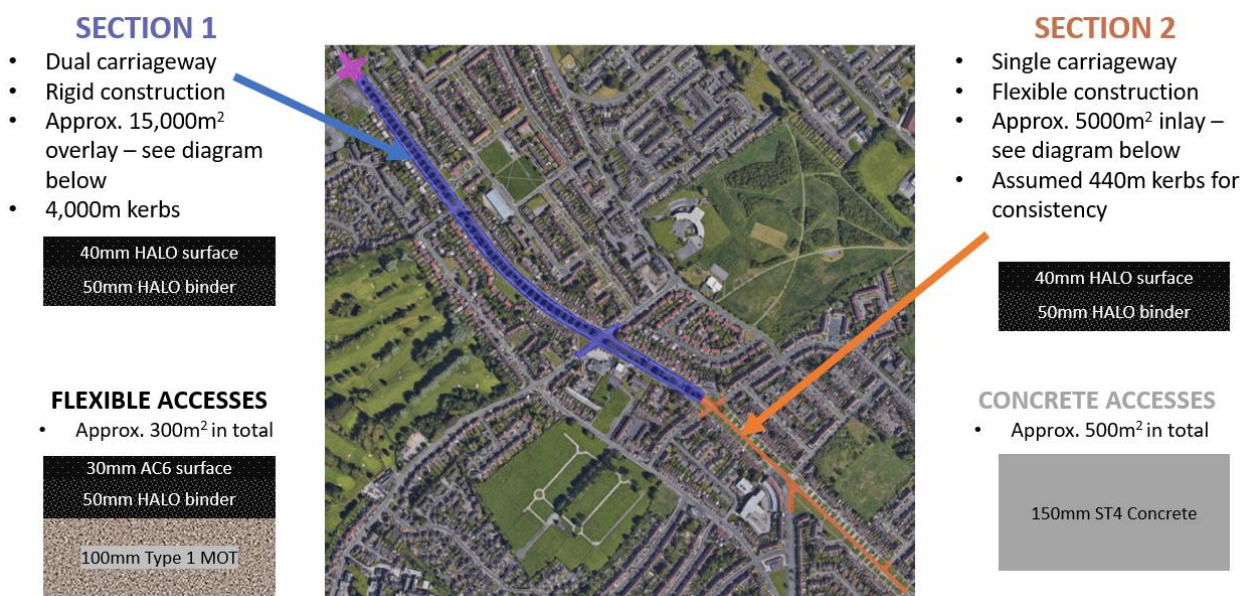 SECTION 1
• Dual carriageway
• Rigid construction
• Approx. 15,000m²
overlay – see diagram
below
• 4,000m kerbs
40mm HALO surface
50mm HALO binder
FLEXIBLE ACCESSES
• Approx. 300m² in total
30mm AC6 surface
50mm HALO binder
100mm Type 1 MOT
SECTION 2
• Single carriageway
• Flexible construction
• Approx. 5000m² inlay –
see diagram below
• Assumed 440m kerbs for
consistency
40mm HALO surface
50mm HALO binder
CONCRETE ACCESSES
• Approx. 500m² in total
150mm ST4 Concrete